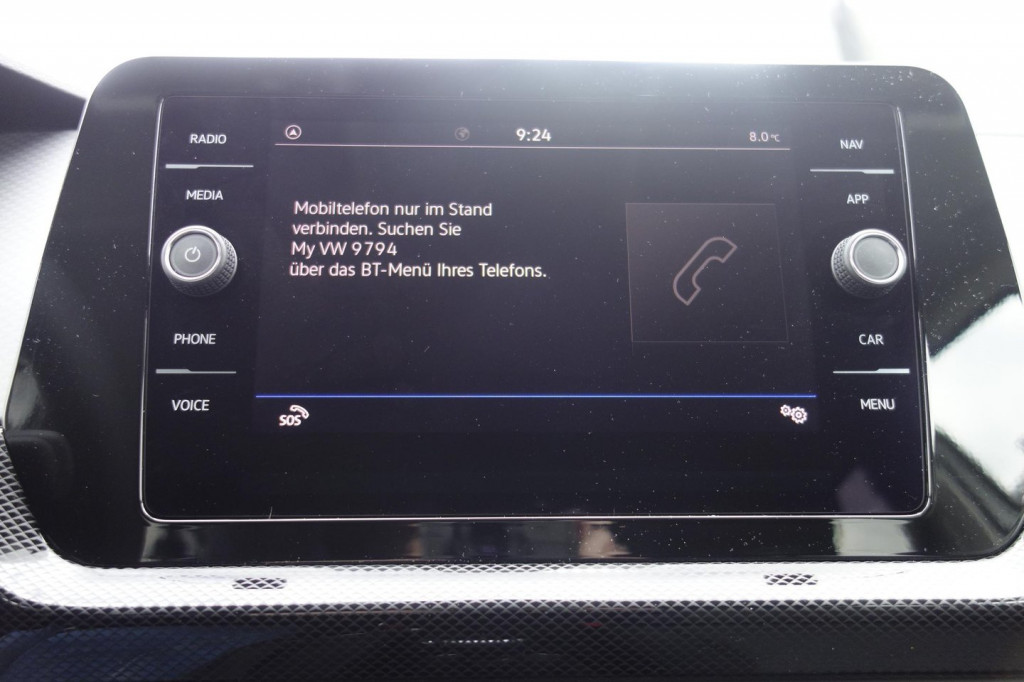 RADIO
MEDIA
PHONE
VOICE
9:24
8.0°C
Mobiltelefon nur im Stand
verbinden. Suchen Sie
My VW 9794
über das BT-Menü Ihres Telefons.
SOS
NAV
APP
CAR
MENU